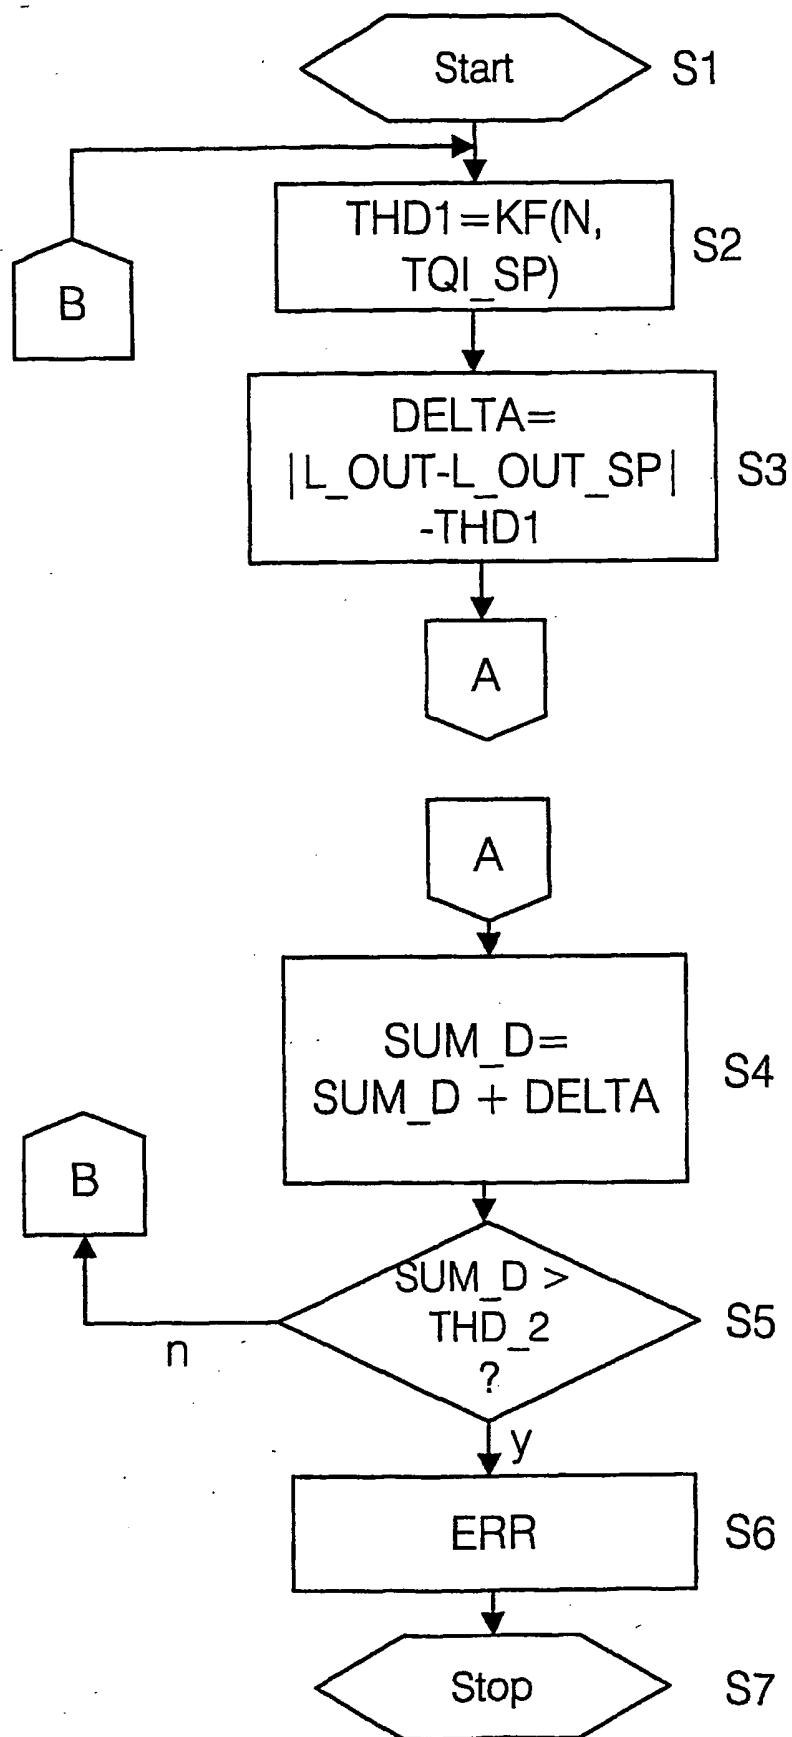 Start
S1
THD1=KF(N,
TQI_SP)
S2
B
DELTA=
|L_OUT-L_OUT_SP|
-THD1
S3
A
A
SUM_D=
SUM_D + DELTA
S4
B
SUM_D >
THD_2
?
S5
n
y
ERR
S6
Stop
S7